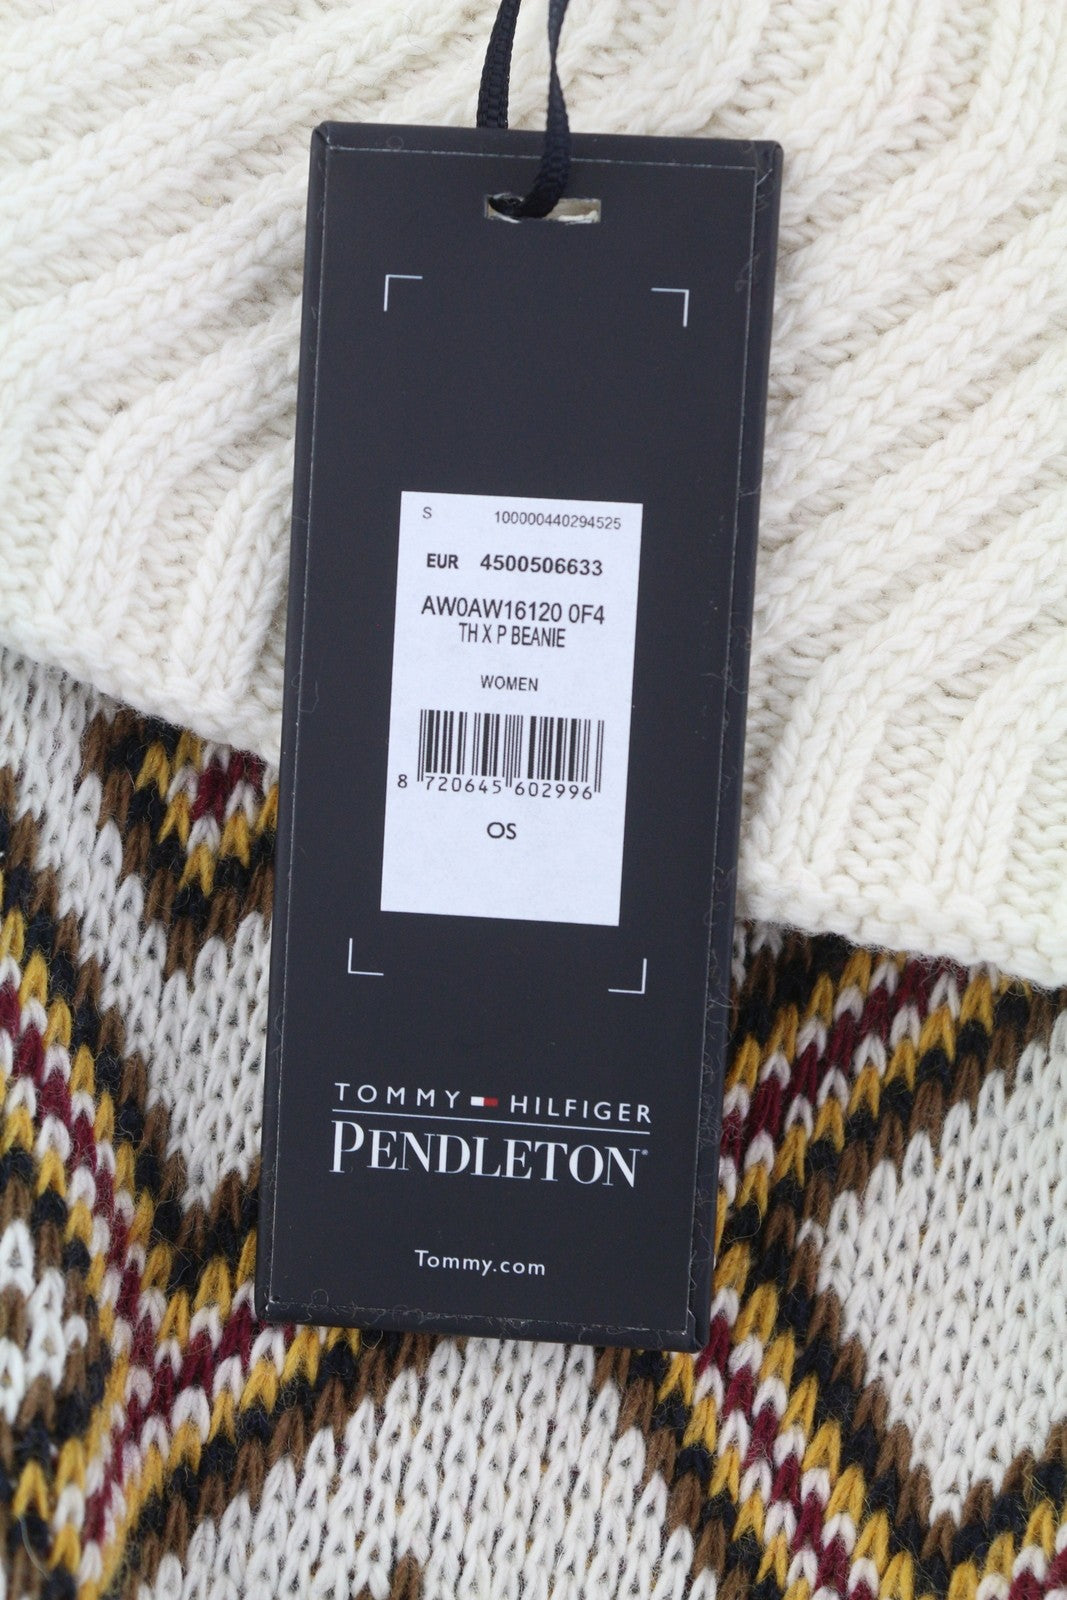 S 100000440294525
EUR 4500506633
AW0AW16120 0F4
TH X P BEANIE
WOMEN
8 720645 602996
OS
TOMMY HILFIGER
PENDLETON®
Tommy.com